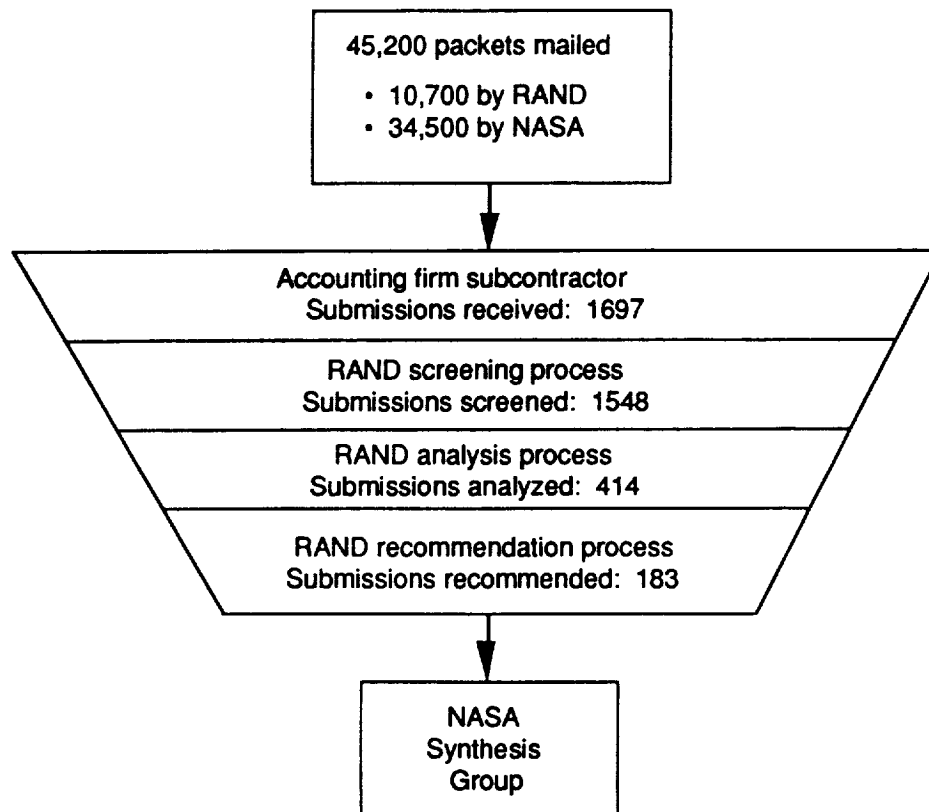 45,200 packets mailed
• 10,700 by RAND
• 34,500 by NASA
Accounting firm subcontractor
Submissions received: 1697
RAND screening process
Submissions screened: 1548
RAND analysis process
Submissions analyzed: 414
RAND recommendation process
Submissions recommended: 183
NASA
Synthesis
Group